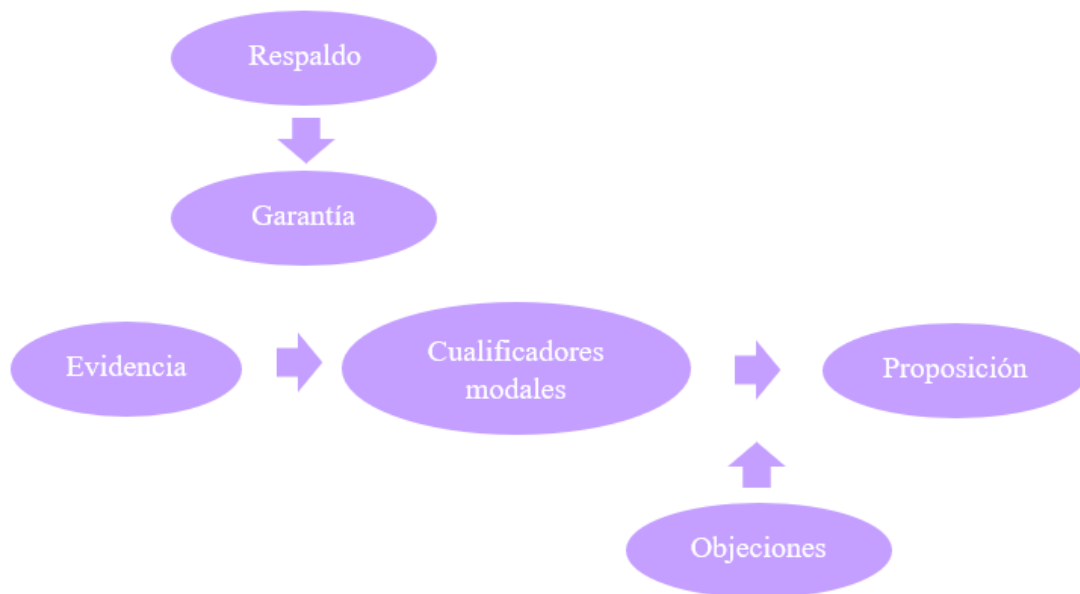 Respaldo
Garantía
Evidencia
Cualificadores
modales
Proposición
Objeciones